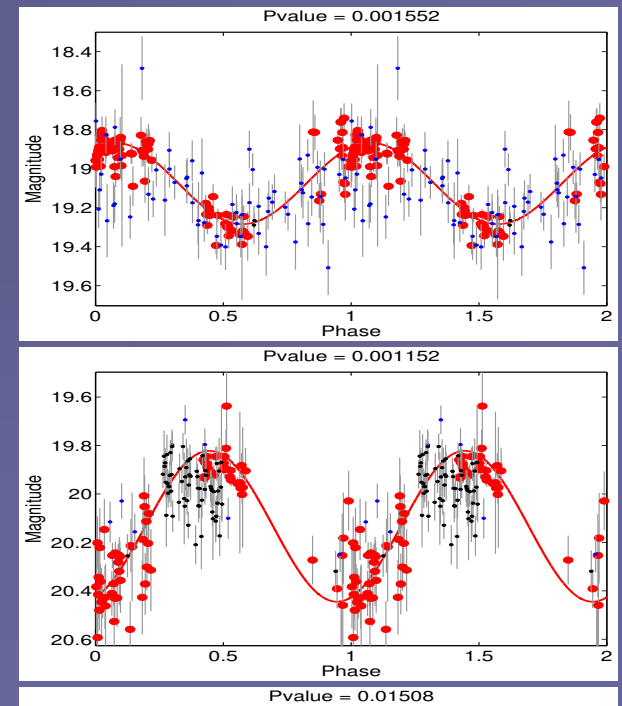 Pvalue = 0.001552
18.4
18.6
18.8
19
19.2
19.4
19.6
Magnitude
0 0.5 1 1.5 2
Phase
Pvalue = 0.001152
19.6
19.8
20
20.2
20.4
20.6
Magnitude
0 0.5 1 1.5 2
Phase
Pvalue = 0.01508